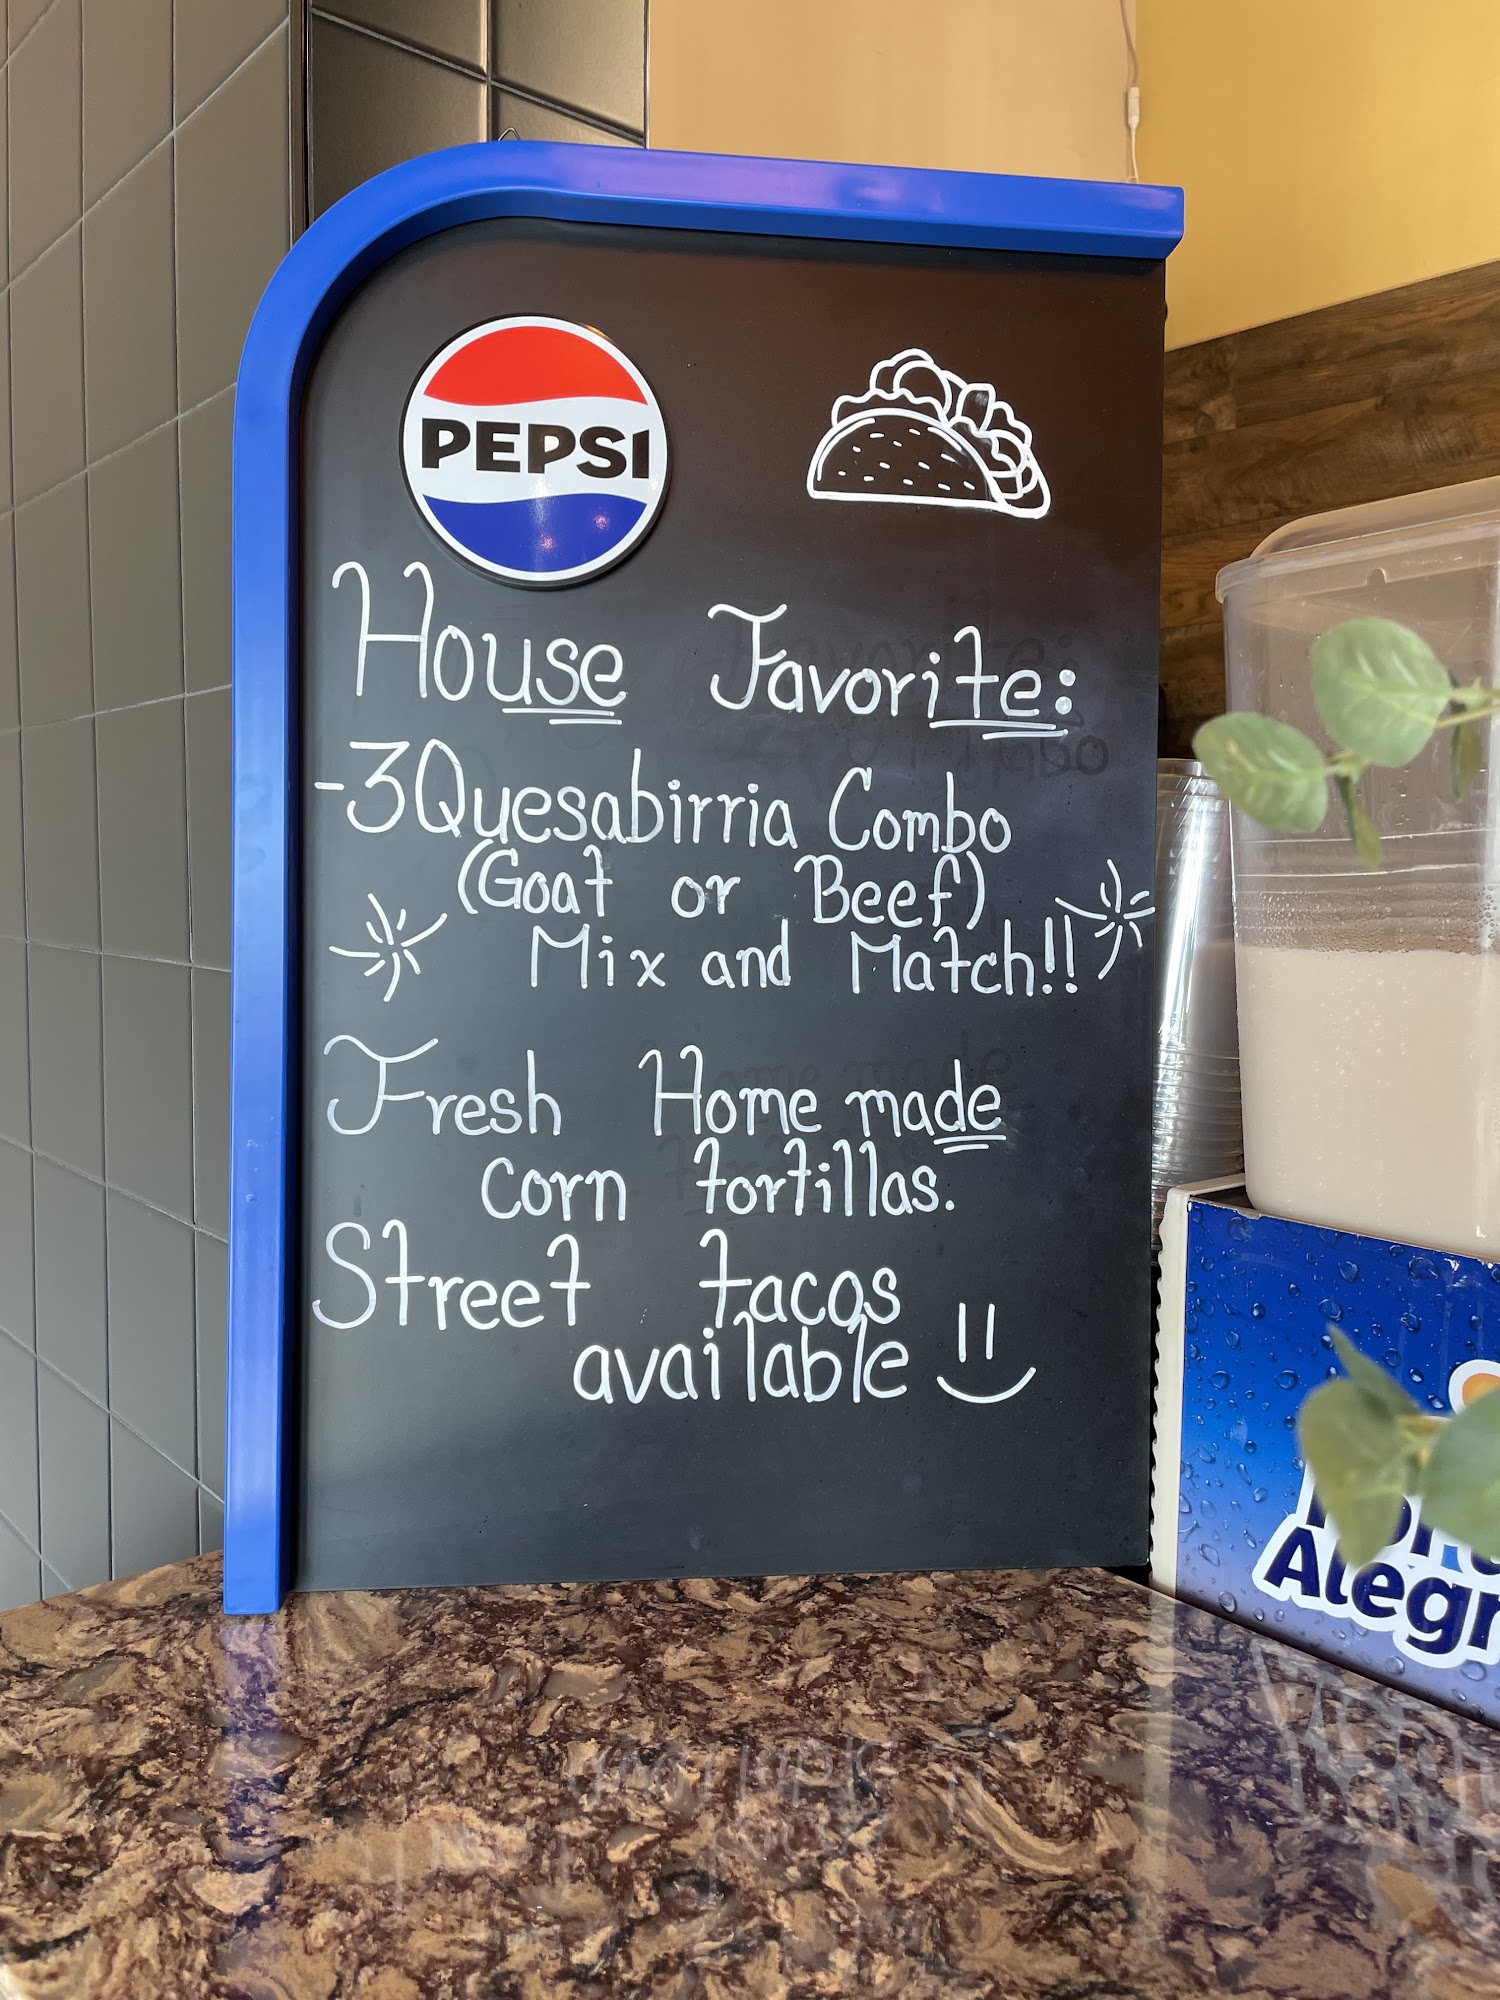 PEPSI
House Favorite:
-3Quesabirria Combo
(Goat or Beef)
Mix and Match!!
Fresh Home made
corn tortillas.
Street tacos
available